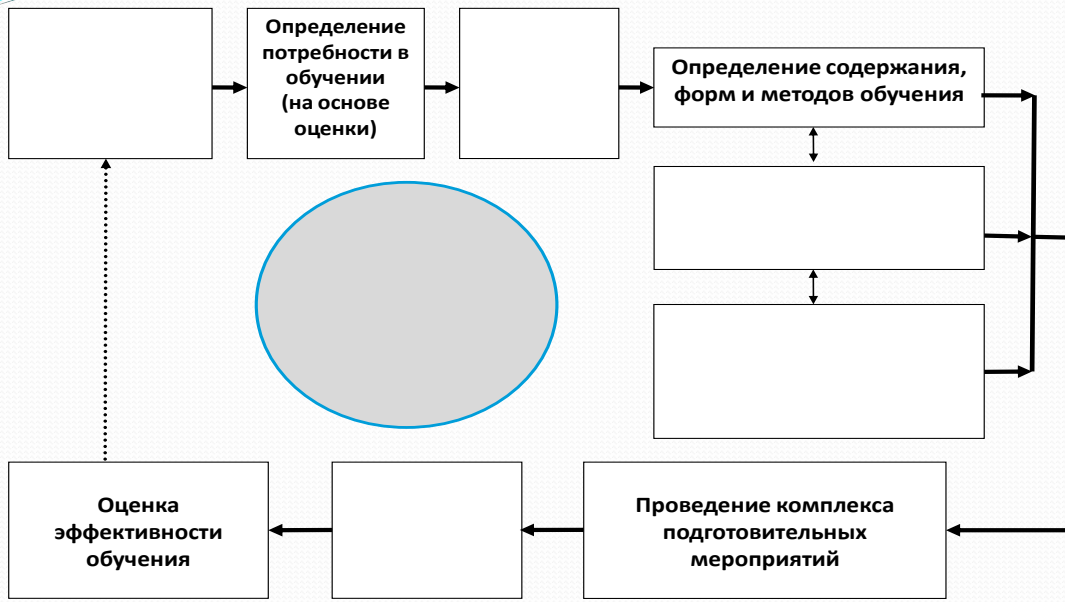 Определение
потребности в
обучении
(на основе
оценки)
Определение содержания,
форм и методов обучения
Оценка
эффективности
обучения
Проведение комплекса
подготовительных
мероприятий